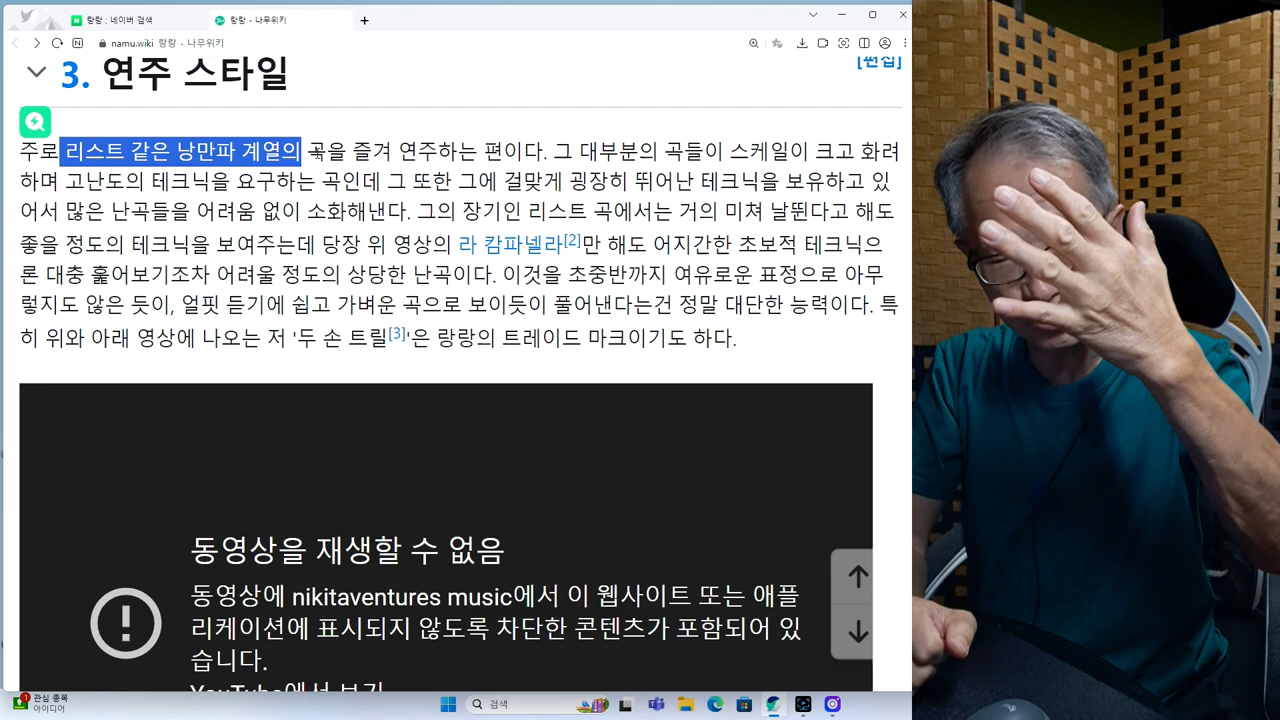 랑랑 : 네이버 검색
랑랑 - 나무위키
namu.wiki 랑랑 - 나무위키
[편집]
3. 연주 스타일
주로 리스트 같은 낭만파 계열의 곡을 즐겨 연주하는 편이다. 그 대부분의 곡들이 스케일이 크고 화려
하며 고난도의 테크닉을 요구하는 곡인데 그 또한 그에 걸맞게 굉장히 뛰어난 테크닉을 보유하고 있
어서 많은 난곡들을 어려움 없이 소화해낸다. 그의 장기인 리스트 곡에서는 거의 미쳐 날뛴다고 해도
좋을 정도의 테크닉을 보여주는데 당장 위 영상의 라 캄파넬라[2]만 해도 어지간한 초보적 테크닉으
론 대충 훑어보기조차 어려울 정도의 상당한 난곡이다. 이것을 초중반까지 여유로운 표정으로 아무
렇지도 않은 듯이, 얼핏 듣기에 쉽고 가벼운 곡으로 보이듯이 풀어낸다는건 정말 대단한 능력이다. 특
히 위와 아래 영상에 나오는 저 '두 손 트릴[3]'은 랑랑의 트레이드 마크이기도 하다.
동영상을 재생할 수 없음
동영상에 nikitaventures music에서 이 웹사이트 또는 애플
리케이션에 표시되지 않도록 차단한 콘텐츠가 포함되어 있
습니다.
YouTube에서 보기
관심 종목
아이디어
1
검색